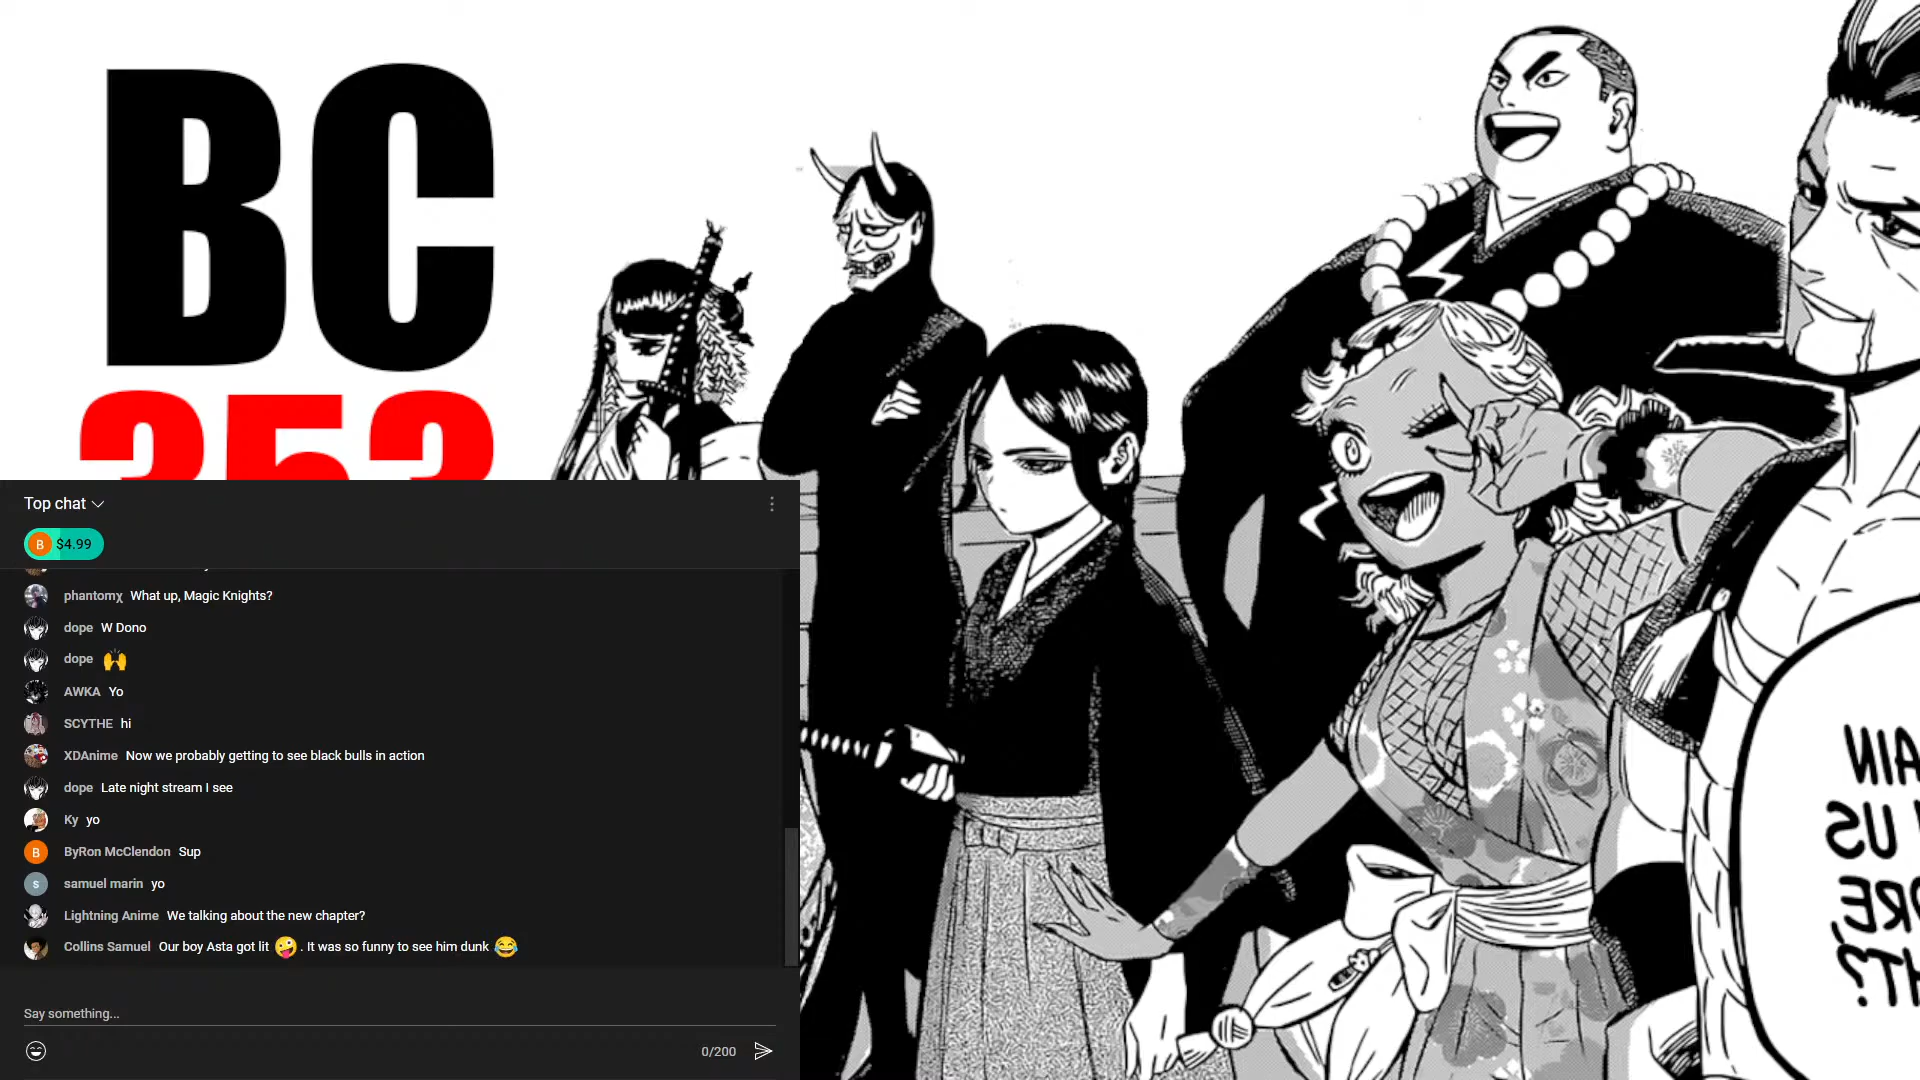 BC
353
Top chat
B $4.99
phantomχ What up, Magic Knights?
dope W Dono
dope 🙌
AWKA Yo
SCYTHE hi
XDAnime Now we probably getting to see black bulls in action
dope Late night stream I see
Ky yo
B ByRon McClendon Sup
s samuel marin yo
Lightning Anime We talking about the new chapter?
Collins Samuel Our boy Asta got lit 🤪. It was so funny to see him dunk 😂
Say something...
0/200
US